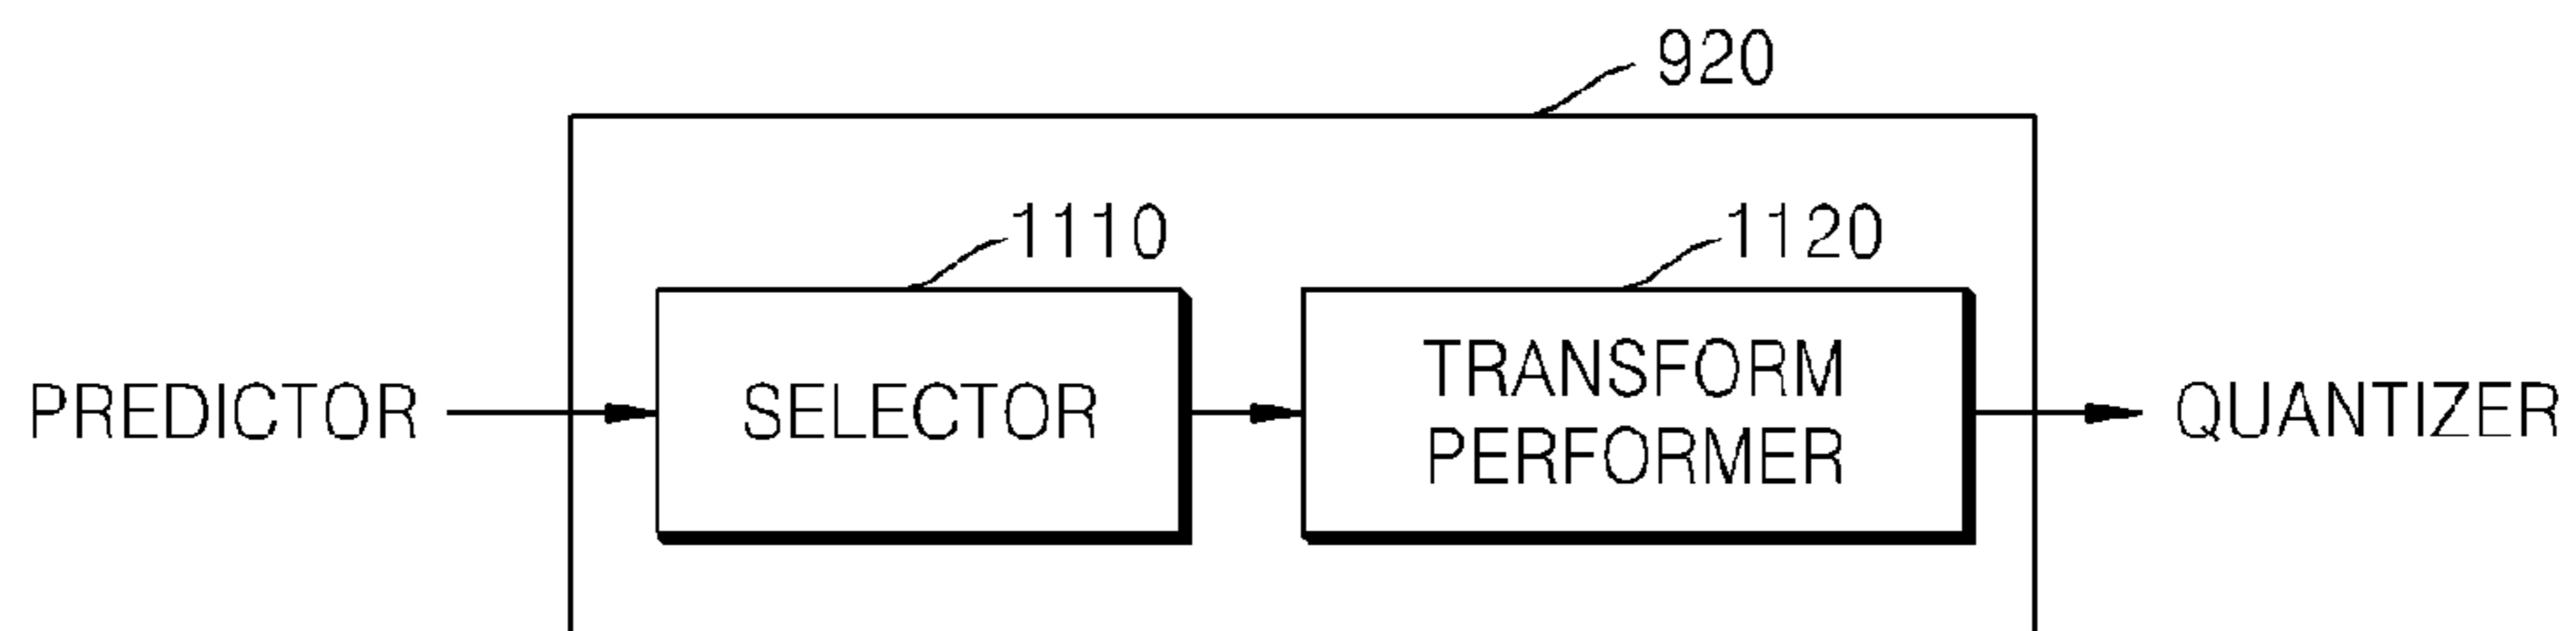 920
1110
1120
PREDICTOR
SELECTOR
TRANSFORM
PERFORMER
QUANTIZER